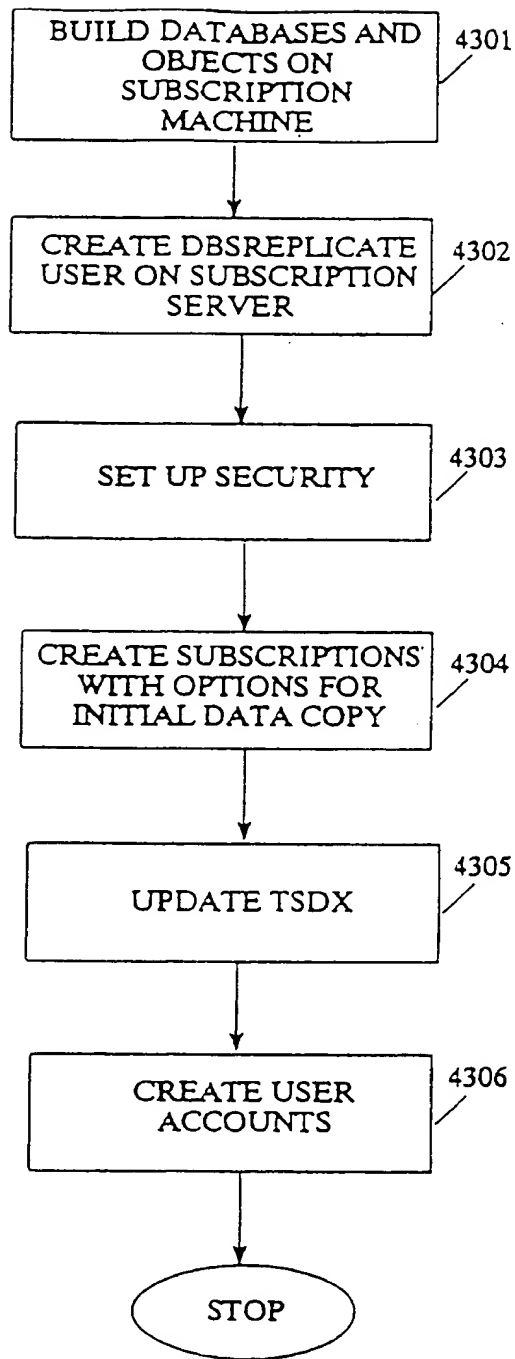 BUILD DATABASES AND
OBJECTS ON
SUBSCRIPTION
MACHINE
4301
CREATE DBSREPLICATE
USER ON SUBSCRIPTION
SERVER
4302
SET UP SECURITY
4303
CREATE SUBSCRIPTIONS
WITH OPTIONS FOR
INITIAL DATA COPY
4304
UPDATE TSDX
4305
CREATE USER
ACCOUNTS
4306
STOP